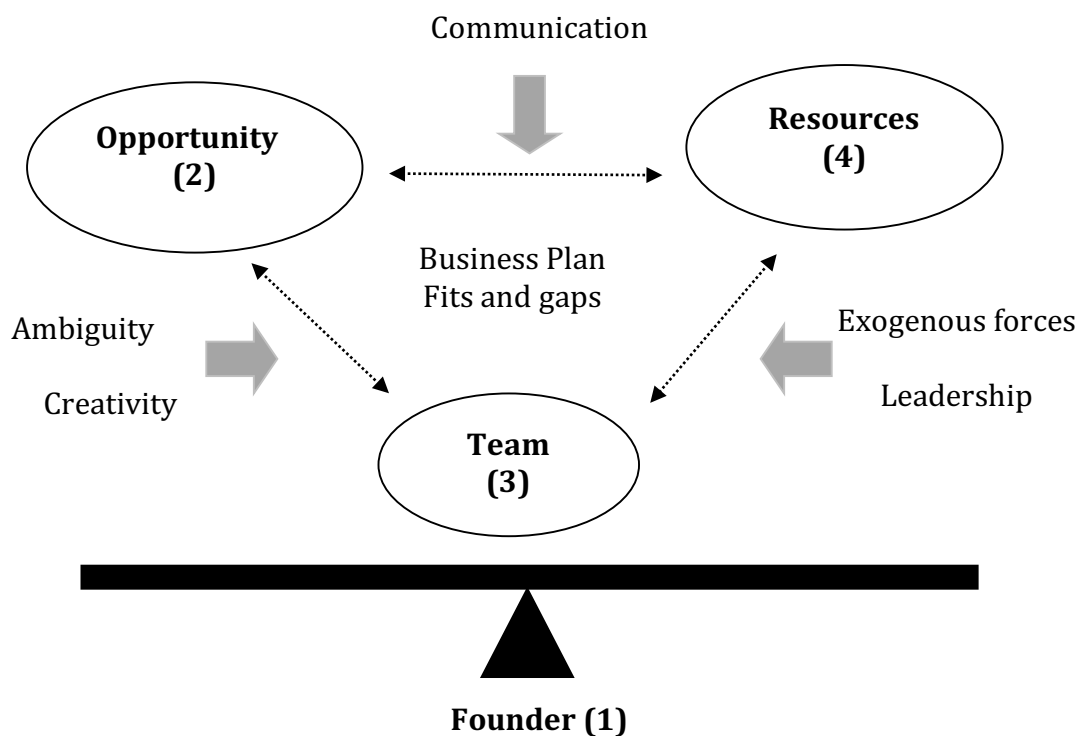 Communication
Opportunity
(2)
Resources
(4)
Business Plan
Fits and gaps
Ambiguity
Creativity
Exogenous forces
Leadership
Team
(3)
Founder (1)